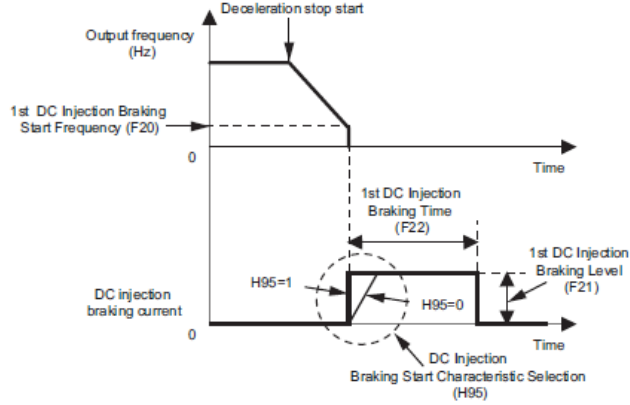 Deceleration stop start
Output frequency
(Hz)
1st DC Injection Braking
Start Frequency (F20)
0
Time
1st DC Injection
Braking Time
(F22)
1st DC Injection
Braking Level
(F21)
H95=1
H95=0
DC injection
braking current
0
Time
DC Injection
Braking Start Characteristic Selection
(H95)